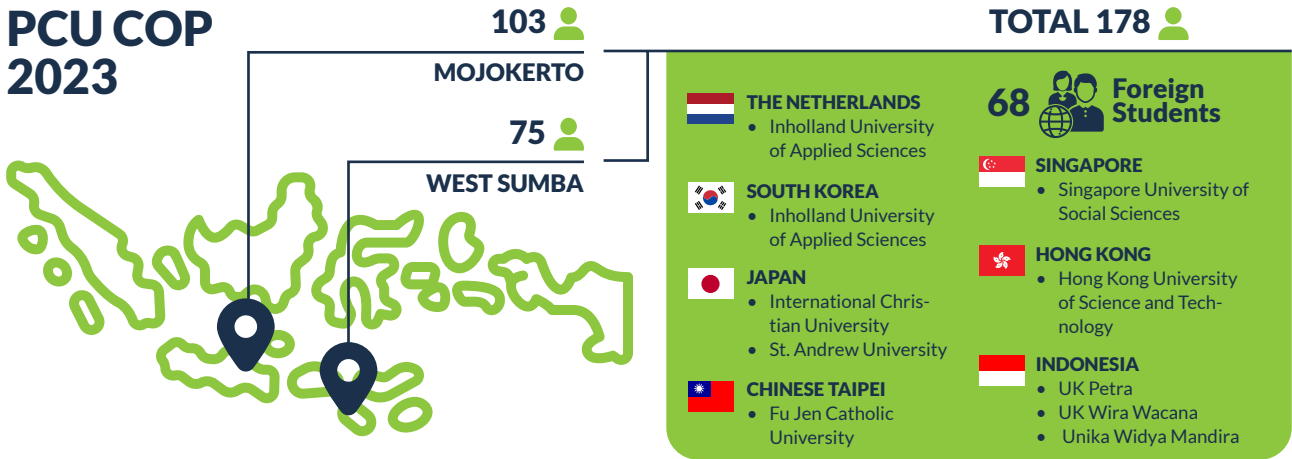 PCU COP
2023
103
MOJOKERTO
75
WEST SUMBA
TOTAL 178
68
Foreign
Students
THE NETHERLANDS
• Inholland University
of Applied Sciences
SOUTH KOREA
• Inholland University
of Applied Sciences
JAPAN
• International Chris-
tian University
• St. Andrew University
CHINESE TAIPEI
• Fu Jen Catholic
University
SINGAPORE
• Singapore University of
Social Sciences
HONG KONG
• Hong Kong University
of Science and Tech-
nology
INDONESIA
• UK Petra
• UK Wira Wacana
• Unika Widya Mandira